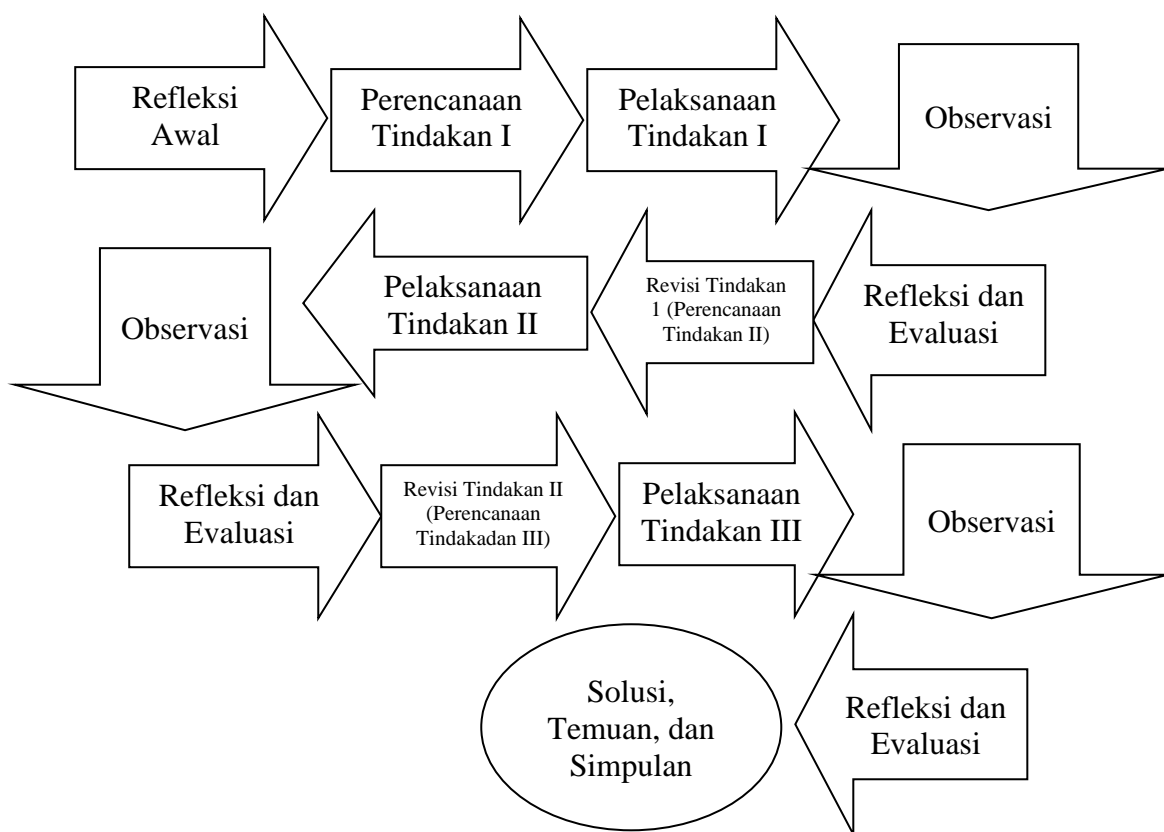 Refleksi
Awal
Perencanaan
Tindakan I
Pelaksanaan
Tindakan I
Observasi
Refleksi dan
Evaluasi
Revisi Tindakan
1 (Perencanaan
Tindakan II)
Pelaksanaan
Tindakan II
Observasi
Refleksi dan
Evaluasi
Revisi Tindakan II
(Perencanaan
Tindakadan III)
Pelaksanaan
Tindakan III
Observasi
Refleksi dan
Evaluasi
Solusi,
Temuan, dan
Simpulan